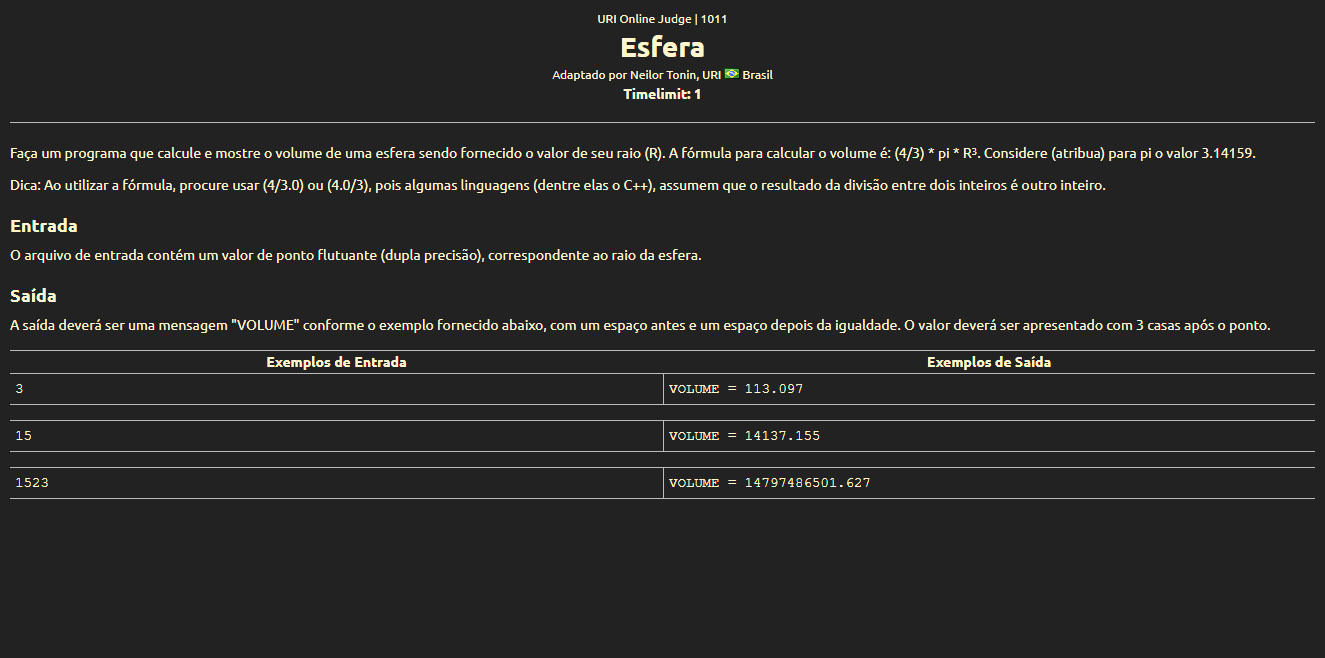 URI Online Judge | 1011
Esfera
Adaptado por Neilor Tonin, URI Brasil
Timelimit: 1
Faça um programa que calcule e mostre o volume de uma esfera sendo fornecido o valor de seu raio (R). A fórmula para calcular o volume é: (4/3) * pi * R³. Considere (atribua) para pi o valor 3.14159.
Dica: Ao utilizar a fórmula, procure usar (4/3.0) ou (4.0/3), pois algumas linguagens (dentre elas o C++), assumem que o resultado da divisão entre dois inteiros é outro inteiro.
Entrada
O arquivo de entrada contém um valor de ponto flutuante (dupla precisão), correspondente ao raio da esfera.
Saída
A saída deverá ser uma mensagem "VOLUME" conforme o exemplo fornecido abaixo, com um espaço antes e um espaço depois da igualdade. O valor deverá ser apresentado com 3 casas após o ponto.
Exemplos de Entrada Exemplos de Saída
3 VOLUME = 113.097
15 VOLUME = 14137.155
1523 VOLUME = 14797486501.627